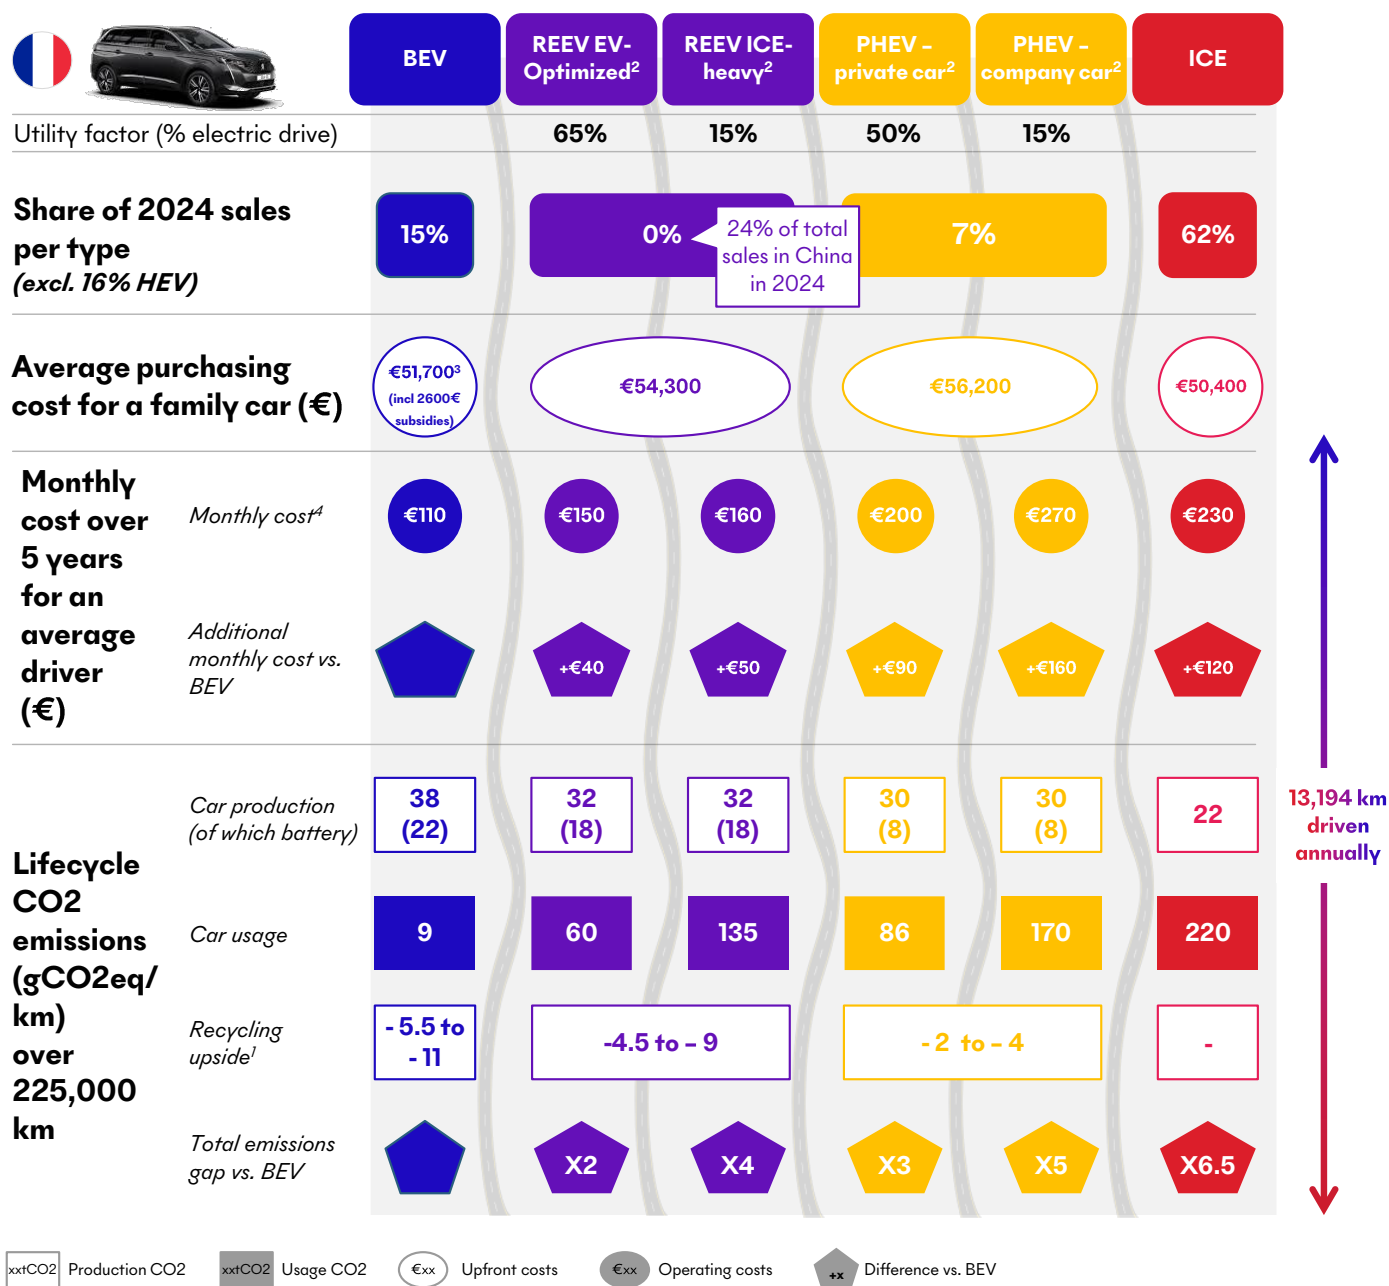 BEV
REEV EV-
Optimized²
REEV ICE-
heavy²
PHEV –
private car²
PHEV –
company car²
ICE
Utility factor (% electric drive)
65%
15%
50%
15%
Share of 2024 sales
per type
(excl. 16% HEV)
15%
0%
24% of total
sales in China
in 2024
7%
62%
Average purchasing
cost for a family car (€)
€51,700³
(incl 2600€
subsidies)
€54,300
€56,200
€50,400
Monthly
cost over
5 years
for an
average
driver
(€)
Monthly cost⁴
€110
€150
€160
€200
€270
€230
Additional
monthly cost vs.
BEV
+€40
+€50
+€90
+€160
+€120
Lifecycle
CO2
emissions
(gCO2eq/
km)
over
225,000
km
Car production
(of which battery)
38
(22)
32
(18)
32
(18)
30
(8)
30
(8)
22
Car usage
9
60
135
86
170
220
Recycling
upside¹
- 5.5 to
- 11
-4.5 to – 9
- 2 to – 4
-
Total emissions
gap vs. BEV
X2
X4
X3
X5
X6.5
13,194 km
driven
annually
xxtCO2
Production CO2
xxtCO2
Usage CO2
€xx
Upfront costs
€xx
Operating costs
+x
Difference vs. BEV